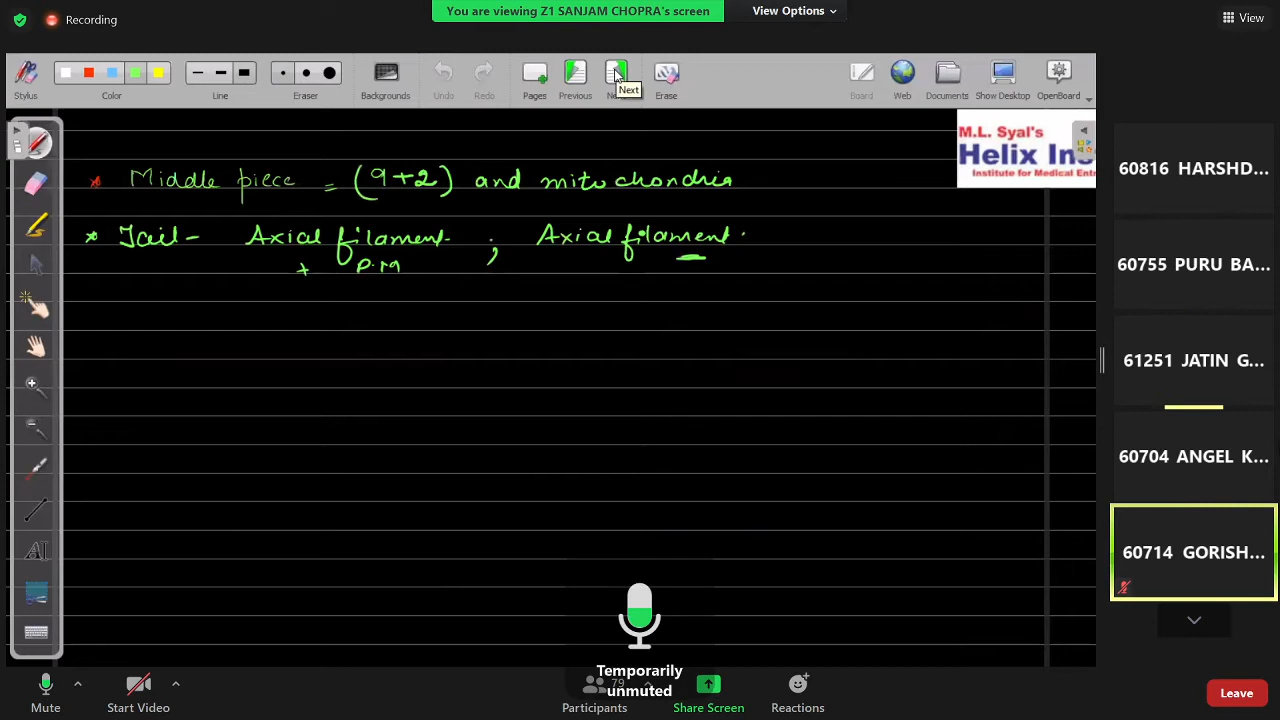 Recording
You are viewing Z1 SANJAM CHOPRA's screen
View Options
View
Stylus
Color
Line
Eraser
Backgrounds
Undo
Redo
Pages
Previous
Next
Erase
Board
Web
Documents
Show Desktop
OpenBoard
M.L. Syal's
Helix Ins
Institute for Medical Entr
* Middle piece = (9+2) and mitochondria
* Tail - Axial filament ; Axial filament.
+ P.M
60816 HARSHD...
60755 PURU BA...
61251 JATIN G...
60704 ANGEL K...
60714 GORISH...
Temporarily
unmuted
Mute
Start Video
79
Participants
Share Screen
Reactions
Leave